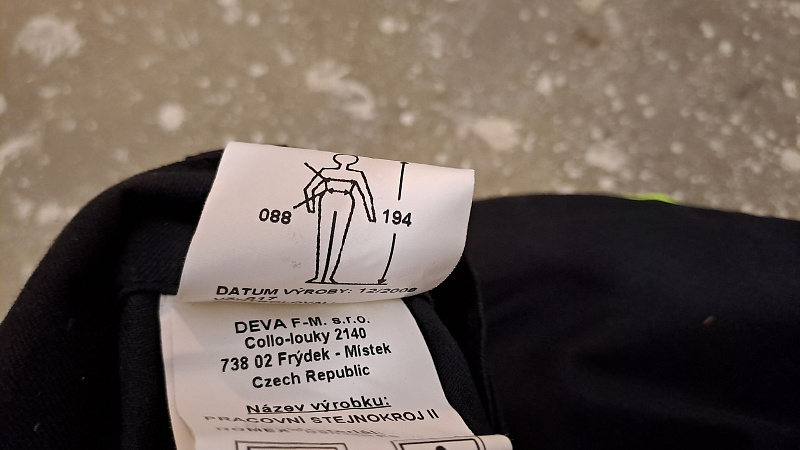 088
194
DATUM VÝROBY: 12/2008
DEVA F-M. s.r.o.
Collo-louky 2140
738 02 Frýdek - Místek
Czech Republic
Název výrobku:
PRACOVNÍ STEJNOKROJ II